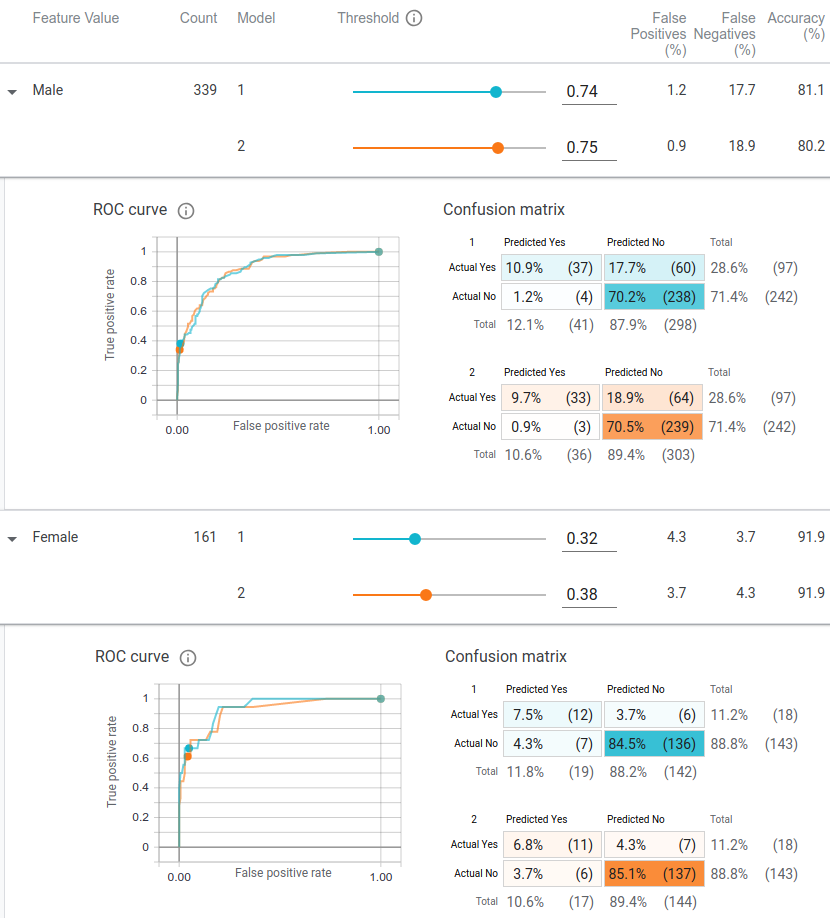 Feature Value Count Model Threshold False Positives (%) False Negatives (%) Accuracy (%)
Male 339 1 0.74 1.2 17.7 81.1
2 0.75 0.9 18.9 80.2
ROC curve
1
0.8
0.6
0.4
0.2
0
True positive rate
0.00 False positive rate 1.00
Confusion matrix
1 Predicted Yes Predicted No Total
Actual Yes 10.9% (37) 17.7% (60) 28.6% (97)
Actual No 1.2% (4) 70.2% (238) 71.4% (242)
Total 12.1% (41) 87.9% (298)
2 Predicted Yes Predicted No Total
Actual Yes 9.7% (33) 18.9% (64) 28.6% (97)
Actual No 0.9% (3) 70.5% (239) 71.4% (242)
Total 10.6% (36) 89.4% (303)
Female 161 1 0.32 4.3 3.7 91.9
2 0.38 3.7 4.3 91.9
ROC curve
1
0.8
0.6
0.4
0.2
0
True positive rate
0.00 False positive rate 1.00
Confusion matrix
1 Predicted Yes Predicted No Total
Actual Yes 7.5% (12) 3.7% (6) 11.2% (18)
Actual No 4.3% (7) 84.5% (136) 88.8% (143)
Total 11.8% (19) 88.2% (142)
2 Predicted Yes Predicted No Total
Actual Yes 6.8% (11) 4.3% (7) 11.2% (18)
Actual No 3.7% (6) 85.1% (137) 88.8% (143)
Total 10.6% (17) 89.4% (144)